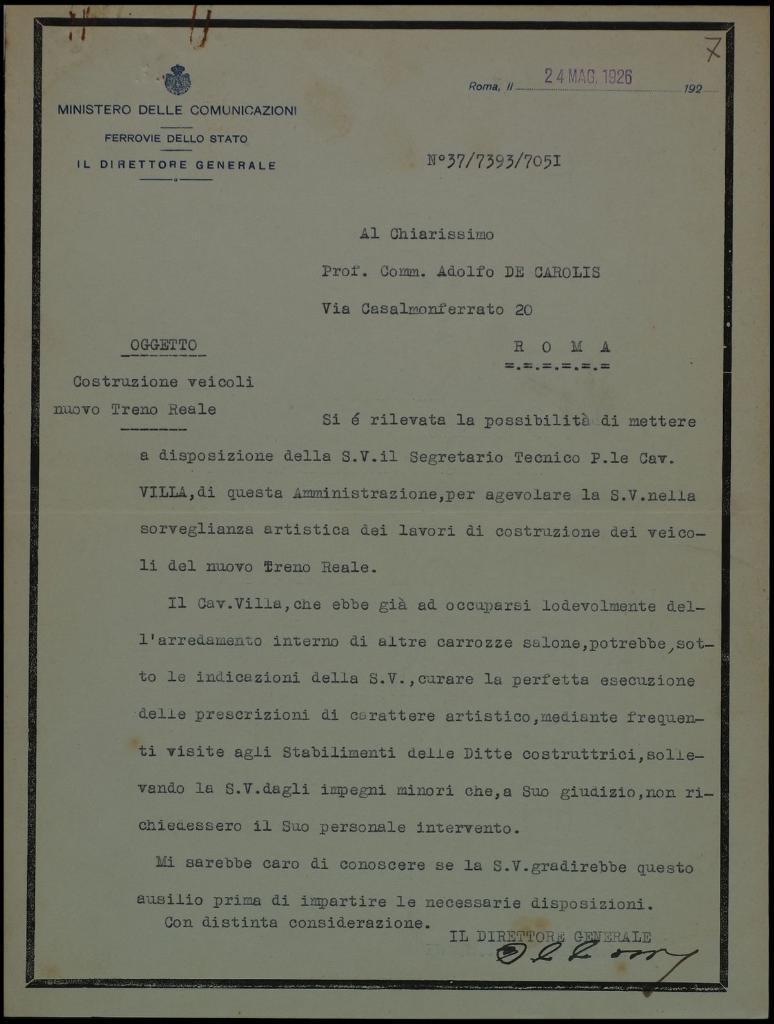 7
Roma, li 24 MAG. 1926 192
MINISTERO DELLE COMUNICAZIONI
FERROVIE DELLO STATO
IL DIRETTORE GENERALE
N°37/7393/705I
Al Chiarissimo
Prof. Comm. Adolfo DE CAROLIS
Via Casalmonferrato 20
R O M A
=.=.=.=.=.=
OGGETTO
Costruzione veicoli
nuovo Treno Reale
Si é rilevata la possibilità di mettere
a disposizione della S.V.il Segretario Tecnico P.le Cav.
VILLA,di questa Amministrazione,per agevolare la S.V.nella
sorveglianza artistica dei lavori di costruzione dei veico-
li del nuovo Treno Reale.
Il Cav.Villa,che ebbe già ad occuparsi lodevolmente del-
l'arredamento interno di altre carrozze salone,potrebbe,sot-
to le indicazioni della S.V.,curare la perfetta esecuzione
delle prescrizioni di carattere artistico,mediante frequen-
ti visite agli Stabilimenti delle Ditte costruttrici,solle-
vando la S.V.dagli impegni minori che,a Suo giudizio,non ri-
chiedessero il Suo personale intervento.
Mi sarebbe caro di conoscere se la S.V.gradirebbe questo
ausilio prima di impartire le necessarie disposizioni.
Con distinta considerazione.
IL DIRETTORE GENERALE